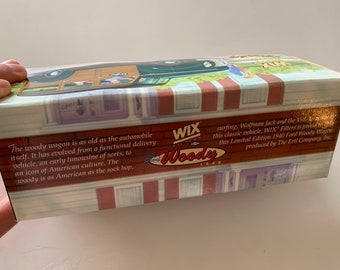 The woody wagon is as old as the automobile
itself. It has evolved from a functional delivery
vehicle, an early limousine of sorts, to
an icon of American culture. The
woody is as American as the sock hop,
WIX
Woody
surfing, Wolfman Jack and the
this classic vehicle, WIX® Filters is
this Limited Edition 1940 Ford Woody Wagon
produced by The Ertl Company, Inc.